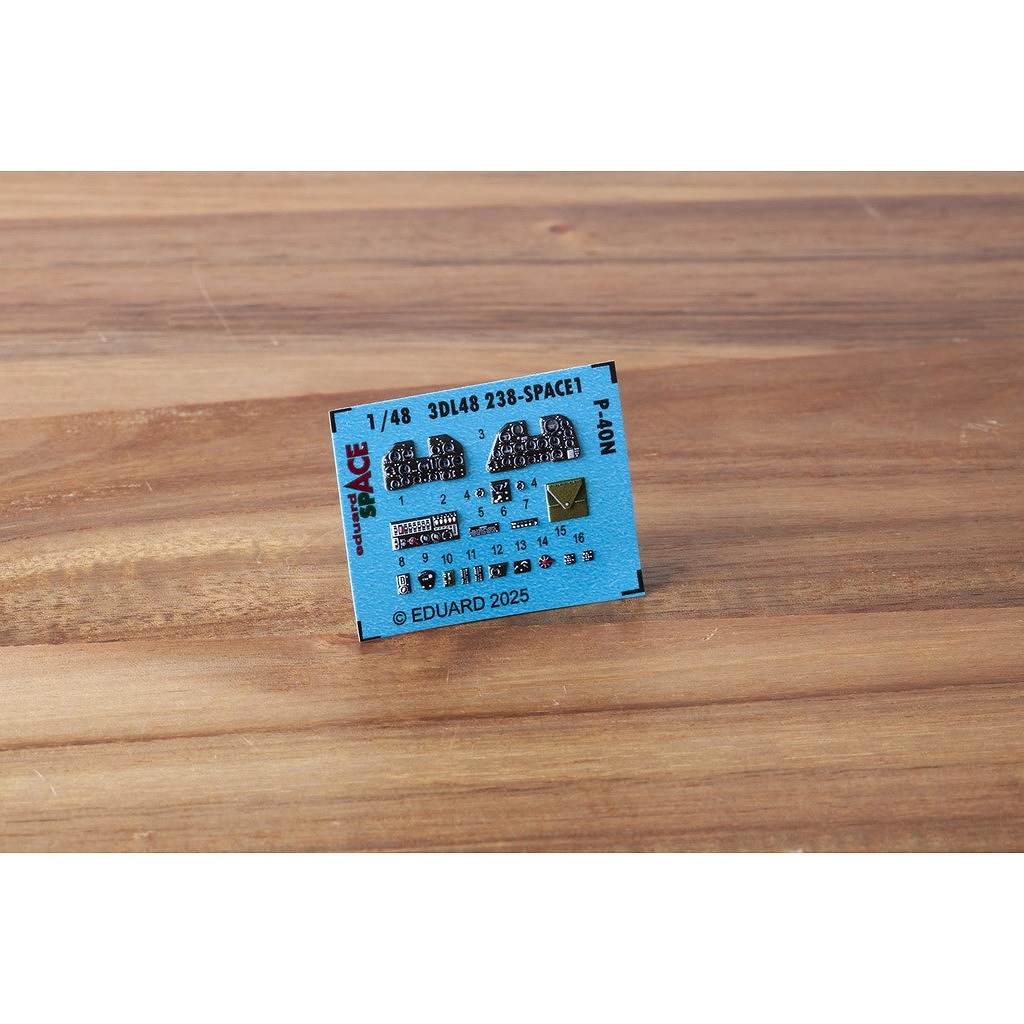 1/48 3DL48 238-SPACE1
P-40N
eduard
SPACE
3
1 2 4 4
5 6 7
15
8 9 10 11 12 13 14 16
© EDUARD 2025